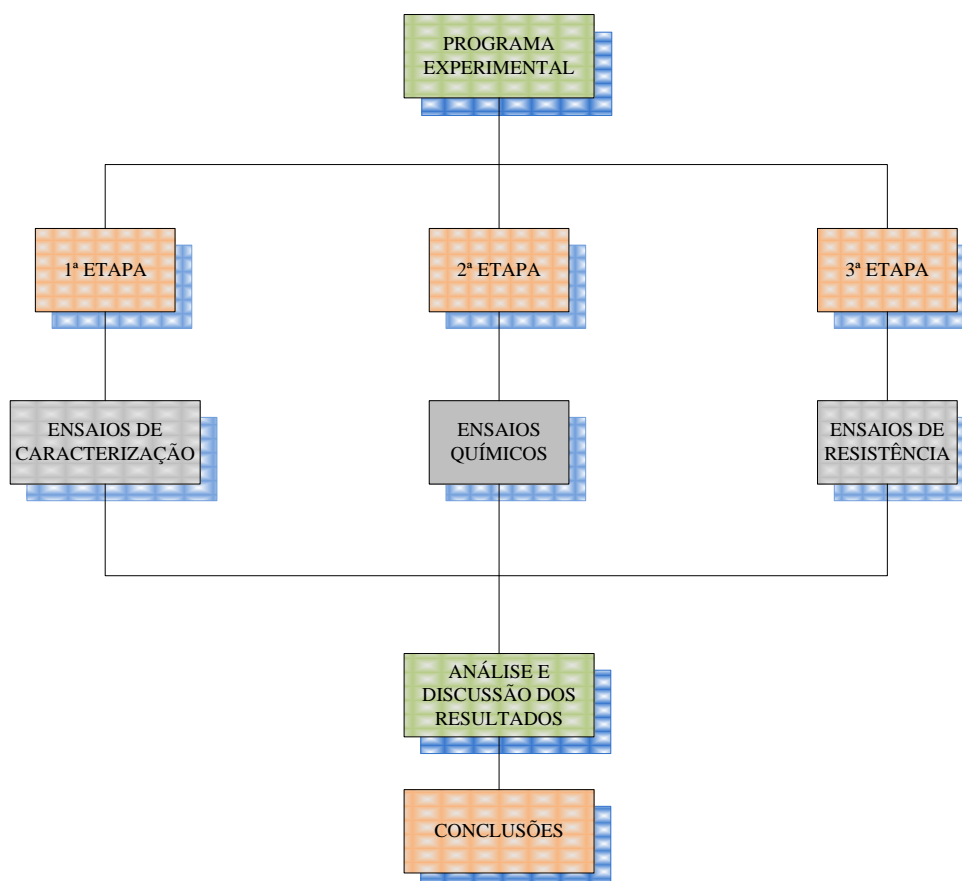 PROGRAMA
EXPERIMENTAL
1ª ETAPA
2ª ETAPA
3ª ETAPA
ENSAIOS DE
CARACTERIZAÇÃO
ENSAIOS
QUÍMICOS
ENSAIOS DE
RESISTÊNCIA
ANÁLISE E
DISCUSSÃO DOS
RESULTADOS
CONCLUSÕES